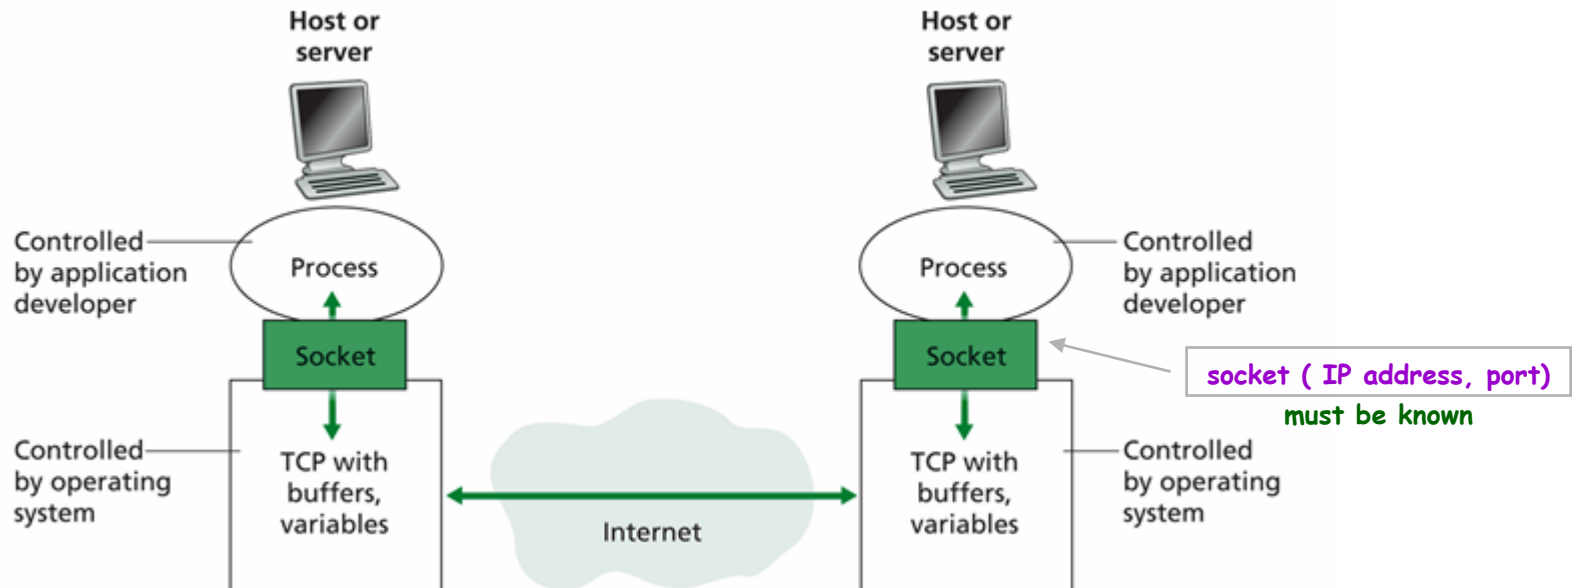 Host or
server
Host or
server
Controlled
by application
developer
Process
Process
Controlled
by application
developer
Socket
Socket
socket ( IP address, port)
must be known
Controlled
by operating
system
TCP with
buffers,
variables
Internet
TCP with
buffers,
variables
Controlled
by operating
system